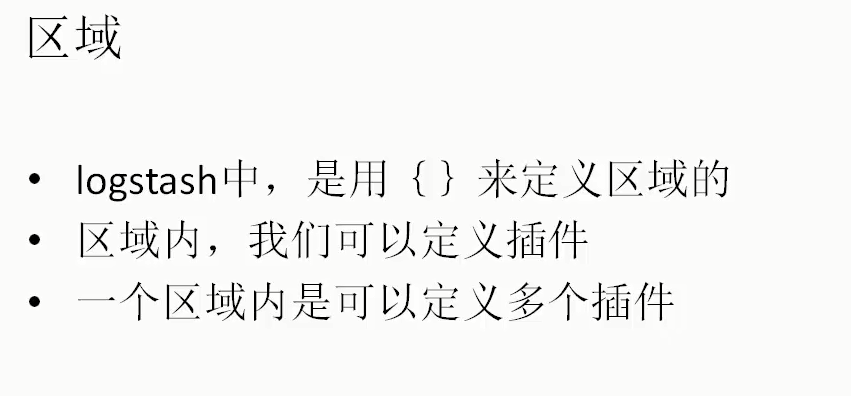 区域
• logstash中，是用｛｝来定义区域的
• 区域内，我们可以定义插件
• 一个区域内是可以定义多个插件